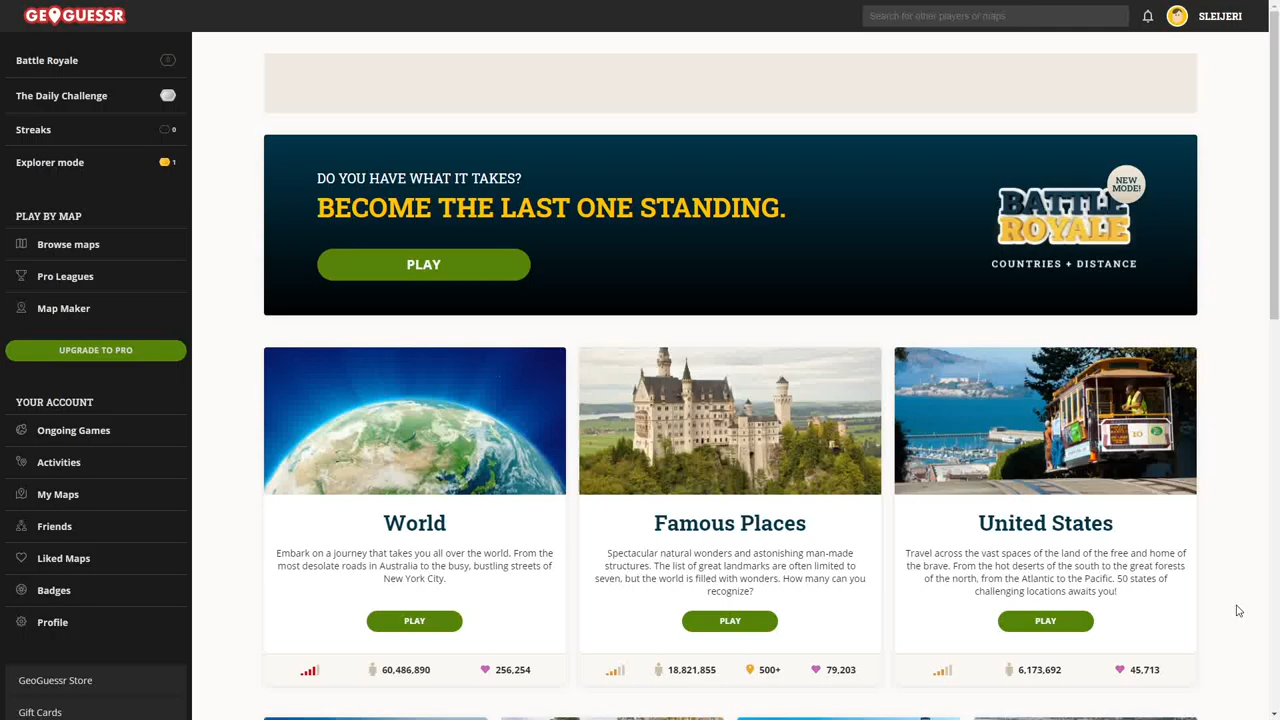 GEOGUESSR
Search for other players or maps
SLEIJERI
Battle Royale
0
The Daily Challenge
Streaks
0
Explorer mode
1
PLAY BY MAP
Browse maps
Pro Leagues
Map Maker
UPGRADE TO PRO
YOUR ACCOUNT
Ongoing Games
Activities
My Maps
Friends
Liked Maps
Badges
Profile
GeoGuessr Store
Gift Cards
DO YOU HAVE WHAT IT TAKES?
BECOME THE LAST ONE STANDING.
PLAY
NEW
MODE!
BATTLE
ROYALE
COUNTRIES + DISTANCE
10
World
Embark on a journey that takes you all over the world. From the
most desolate roads in Australia to the busy, bustling streets of
New York City.
PLAY
60,486,890
256,254
Famous Places
Spectacular natural wonders and astonishing man-made
structures. The list of great landmarks are often limited to
seven, but the world is filled with wonders. How many can you
recognize?
PLAY
18,821,855
500+
79,203
United States
Travel across the vast spaces of the land of the free and home of
the brave. From the hot deserts of the south to the great forests
of the north, from the Atlantic to the Pacific. 50 states of
challenging locations awaits you!
PLAY
6,173,692
45,713